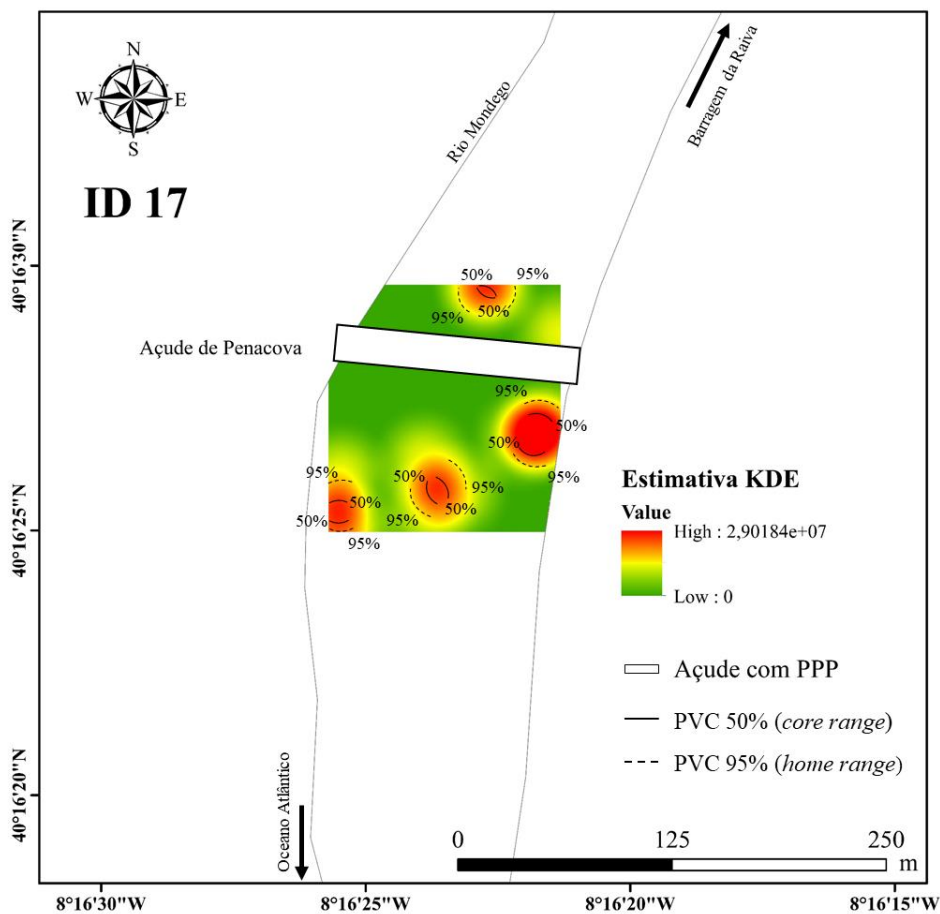 N
W
E
S
ID 17
Rio Mondego
Barragem da Raiva
40°16'30"N
40°16'25"N
40°16'20"N
Açude de Penacova
50%
95%
95%
50%
95%
50%
50%
95%
95%
50%
50%
95%
50%
95%
50%
95%
95%
Estimativa KDE
Value
High : 2,90184e+07
Low : 0
Açude com PPP
PVC 50% (core range)
PVC 95% (home range)
Oceano Atlântico
0
125
250
m
8°16'30"W
8°16'25"W
8°16'20"W
8°16'15"W